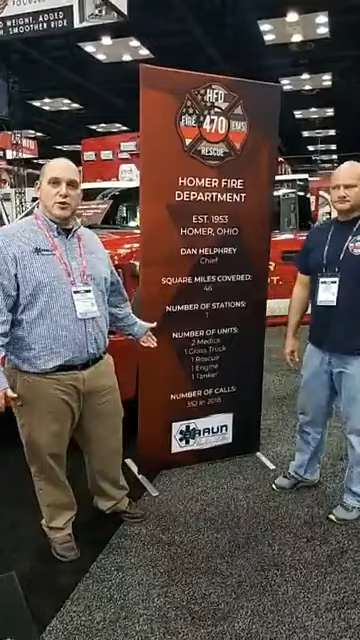 WEIGHT, ADDED
SMOOTHER RIDE
HFD
FIRE
470
EMS
RESCUE
HOMER FIRE
DEPARTMENT
EST. 1953
HOMER, OHIO
DAN HELPHREY
Chief
SQUARE MILES COVERED:
46
NUMBER OF STATIONS:
1
NUMBER OF UNITS:
2 Medics
1 Grass Truck
1 Rescue
1 Engine
1 Tanker
NUMBER OF CALLS:
352 in 2018
BRAUN